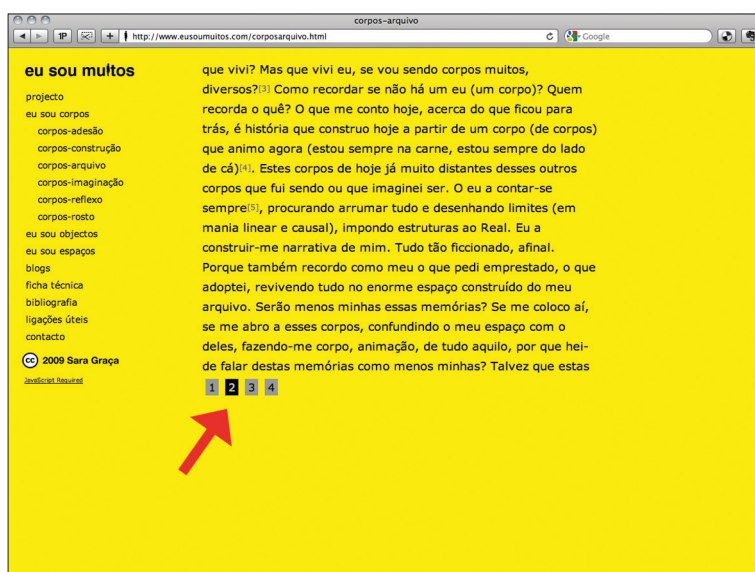 corpos-arquivo
1P
+
http://www.eusoumuitos.com/corposarquivo.html
Google
eu sou muitos
projecto
eu sou corpos
corpos-adesão
corpos-construção
corpos-arquivo
corpos-imaginação
corpos-reflexo
corpos-rosto
eu sou objectos
eu sou espaços
blogs
ficha técnica
bibliografia
ligações úteis
contacto
cc 2009 Sara Graça
JavaScript Required
que vivi? Mas que vivi eu, se vou sendo corpos muitos,
diversos?[3] Como recordar se não há um eu (um corpo)? Quem
recorda o quê? O que me conto hoje, acerca do que ficou para
trás, é história que construo hoje a partir de um corpo (de corpos)
que animo agora (estou sempre na carne, estou sempre do lado
de cá)[4]. Estes corpos de hoje já muito distantes desses outros
corpos que fui sendo ou que imaginei ser. O eu a contar-se
sempre[5], procurando arrumar tudo e desenhando limites (em
mania linear e causal), impondo estruturas ao Real. Eu a
construir-me narrativa de mim. Tudo tão ficcionado, afinal.
Porque também recordo como meu o que pedi emprestado, o que
adoptei, revivendo tudo no enorme espaço construído do meu
arquivo. Serão menos minhas essas memórias? Se me coloco aí,
se me abro a esses corpos, confundindo o meu espaço com o
deles, fazendo-me corpo, animação, de tudo aquilo, por que hei-
de falar destas memórias como menos minhas? Talvez que estas
1 2 3 4